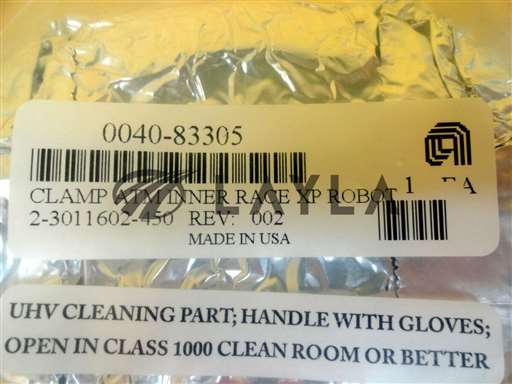 0040-83305
CLAMP ATM INNER RACE XP ROBOT 1 EA
2-3011602-450 REV: 002
MADE IN USA
LAYLA
UHV CLEANING PART; HANDLE WITH GLOVES;
OPEN IN CLASS 1000 CLEAN ROOM OR BETTER